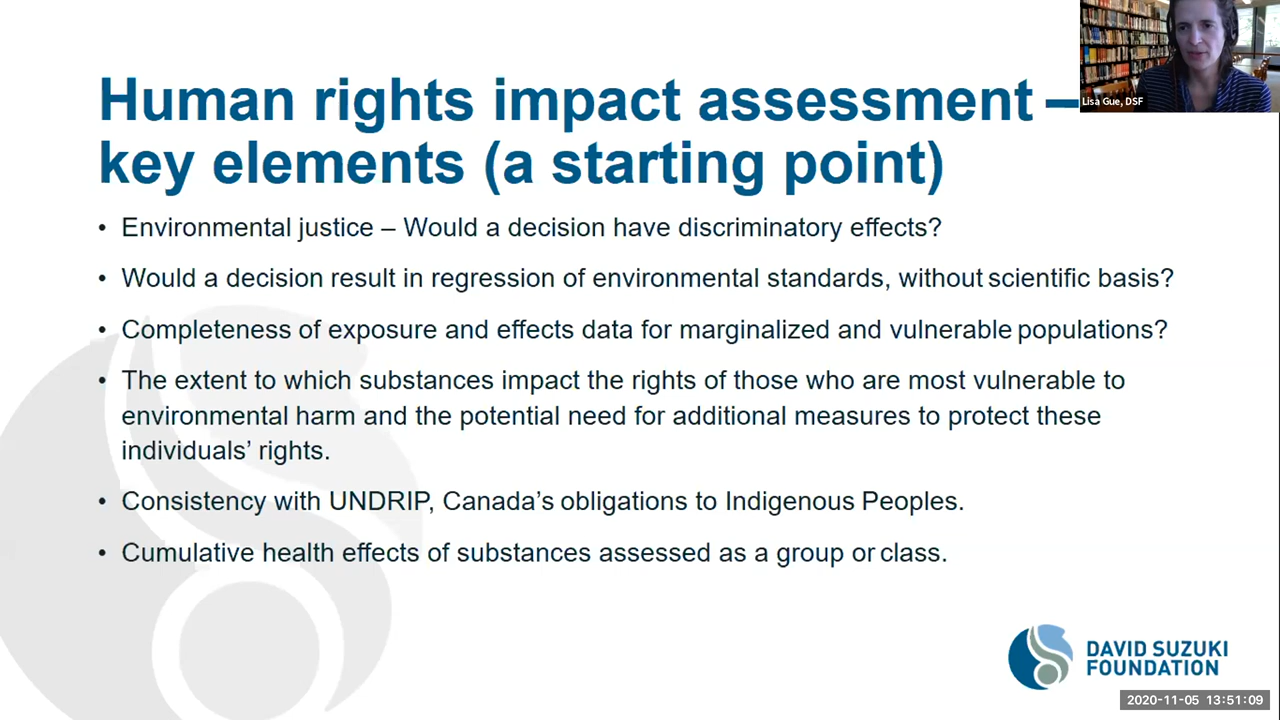 Human rights impact assessment –
key elements (a starting point)
Lisa Gue, DSF
• Environmental justice – Would a decision have discriminatory effects?
• Would a decision result in regression of environmental standards, without scientific basis?
• Completeness of exposure and effects data for marginalized and vulnerable populations?
• The extent to which substances impact the rights of those who are most vulnerable to
environmental harm and the potential need for additional measures to protect these
individuals’ rights.
• Consistency with UNDRIP, Canada’s obligations to Indigenous Peoples.
• Cumulative health effects of substances assessed as a group or class.
DAVID SUZUKI
FOUNDATION
2020-11-05 13:51:09